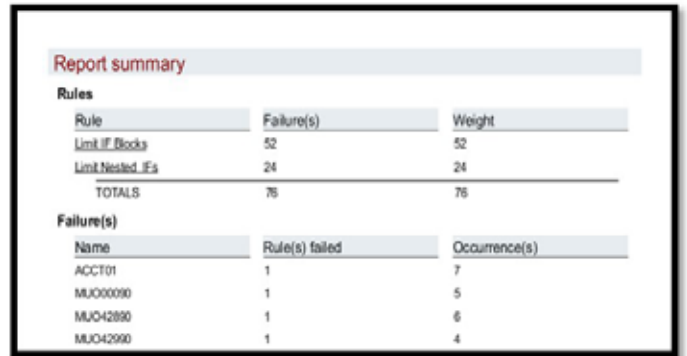 Report summary
Rules
Rule Failure(s) Weight
Limit IF Blocks 52 52
Limit Nested IFs 24 24
TOTALS 76 76
Failure(s)
Name Rule(s) failed Occurrence(s)
ACCT01 1 7
MUO00090 1 5
MUO42890 1 6
MUO42990 1 4